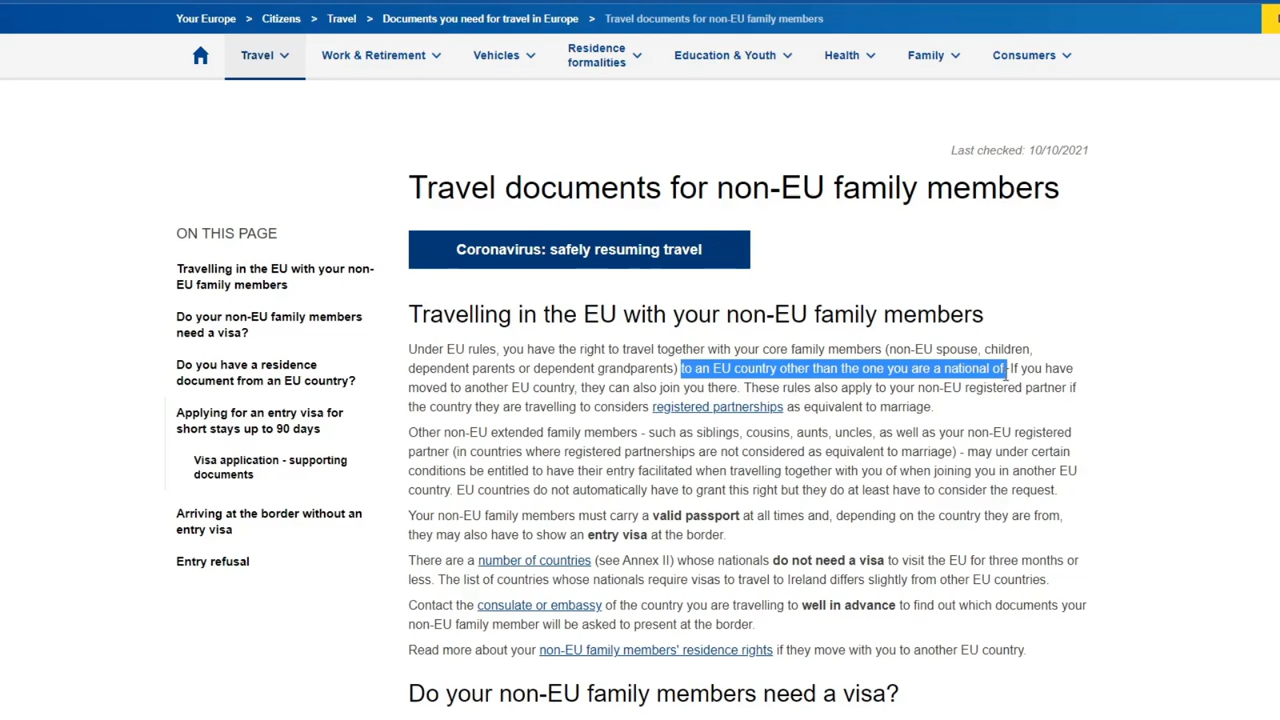 Your Europe > Citizens > Travel > Documents you need for travel in Europe > Travel documents for non-EU family members
Travel Work & Retirement Vehicles Residence formalities Education & Youth Health Family Consumers
Last checked: 10/10/2021
Travel documents for non-EU family members
Coronavirus: safely resuming travel
ON THIS PAGE
Travelling in the EU with your non-
EU family members
Do your non-EU family members
need a visa?
Do you have a residence
document from an EU country?
Applying for an entry visa for
short stays up to 90 days
Visa application - supporting
documents
Arriving at the border without an
entry visa
Entry refusal
Travelling in the EU with your non-EU family members
Under EU rules, you have the right to travel together with your core family members (non-EU spouse, children,
dependent parents or dependent grandparents) to an EU country other than the one you are a national of. If you have
moved to another EU country, they can also join you there. These rules also apply to your non-EU registered partner if
the country they are travelling to considers registered partnerships as equivalent to marriage.
Other non-EU extended family members - such as siblings, cousins, aunts, uncles, as well as your non-EU registered
partner (in countries where registered partnerships are not considered as equivalent to marriage) - may under certain
conditions be entitled to have their entry facilitated when travelling together with you of when joining you in another EU
country. EU countries do not automatically have to grant this right but they do at least have to consider the request.
Your non-EU family members must carry a valid passport at all times and, depending on the country they are from,
they may also have to show an entry visa at the border.
There are a number of countries (see Annex II) whose nationals do not need a visa to visit the EU for three months or
less. The list of countries whose nationals require visas to travel to Ireland differs slightly from other EU countries.
Contact the consulate or embassy of the country you are travelling to well in advance to find out which documents your
non-EU family member will be asked to present at the border.
Read more about your non-EU family members' residence rights if they move with you to another EU country.
Do your non-EU family members need a visa?